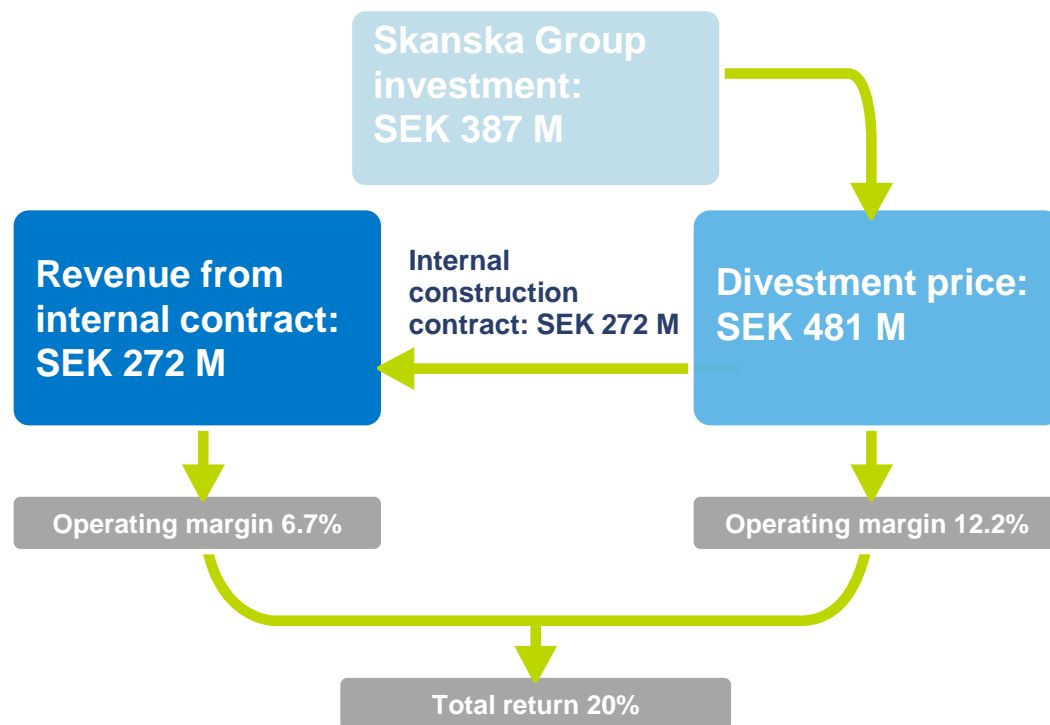 Skanska Group
investment:
SEK 387 M
Revenue from
internal contract:
SEK 272 M
Internal
construction
contract: SEK 272 M
Divestment price:
SEK 481 M
Operating margin 6.7%
Operating margin 12.2%
Total return 20%